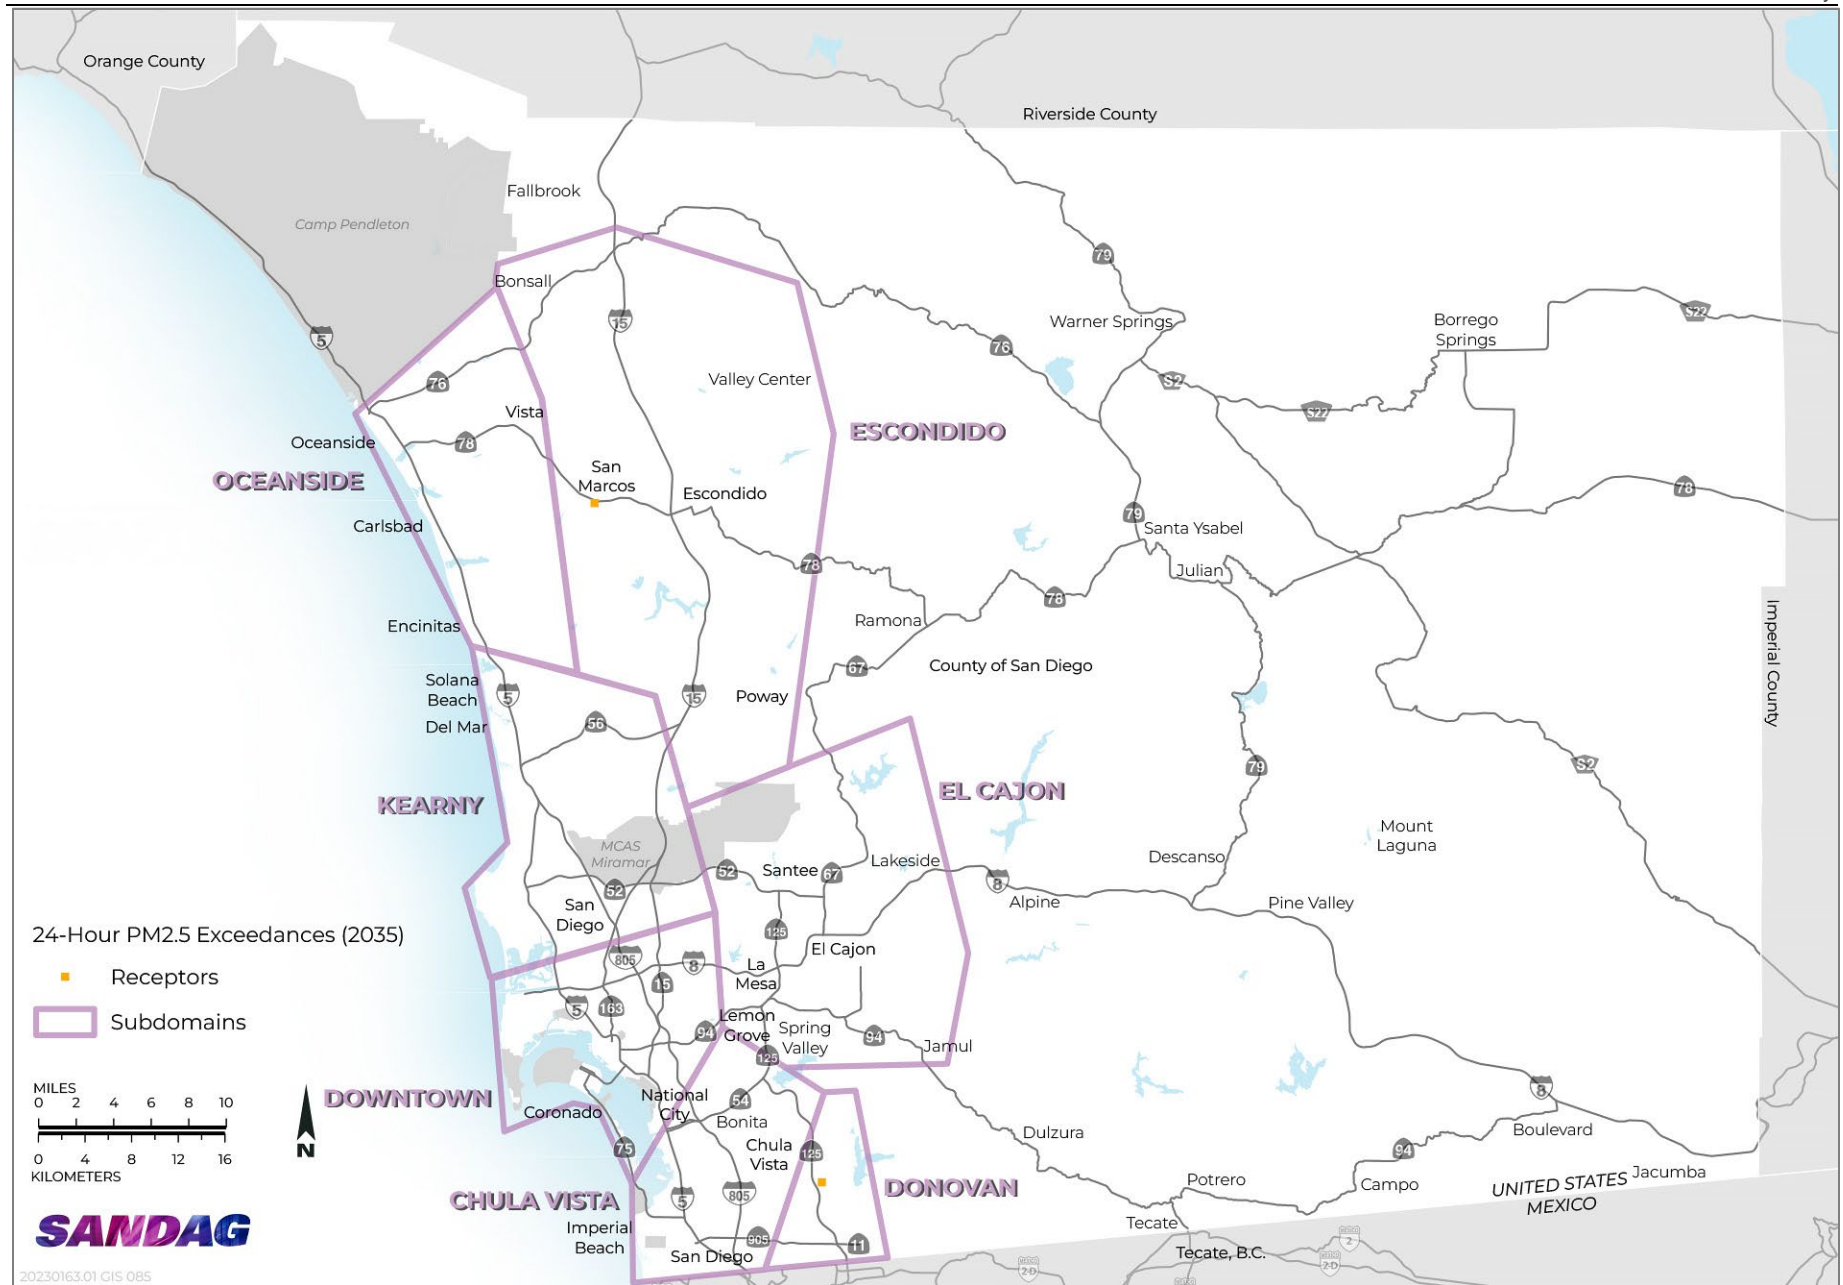 Orange County
Riverside County
Fallbrook
Camp Pendleton
79
Bonsall
15
5
Warner Springs
Borrego
Springs
S22
76
76
Valley Center
S2
S22
Vista
ESCONDIDO
Oceanside
78
OCEANSIDE
San
Marcos
Escondido
78
Carlsbad
79
Santa Ysabel
78
Julian
78
Encinitas
Ramona
67
County of San Diego
Imperial County
Solana
Beach
5
15
Poway
Del Mar
56
79
S2
KEARNY
EL CAJON
MCAS
Miramar
Mount
Laguna
52
52
Santee
67
Lakeside
Descanso
8
Alpine
Pine Valley
San
Diego
125
El Cajon
24-Hour PM2.5 Exceedances (2035)
Receptors
Subdomains
805
8
La
Mesa
15
5
163
94
Lemon
Grove
Spring
Valley
94
125
Jamul
MILES
0 2 4 6 8 10
0 4 8 12 16
KILOMETERS
N
DOWNTOWN
Coronado
National
City
54
Bonita
8
Boulevard
Dulzura
75
Chula
Vista
125
94
CHULA VISTA
5
805
DONOVAN
Potrero
Campo
UNITED STATES
MEXICO
Jacumba
Imperial
Beach
San Diego
905
11
Tecate
Tecate, B.C.
2
2D
2D
SANDAG
20230163.01 GIS 085